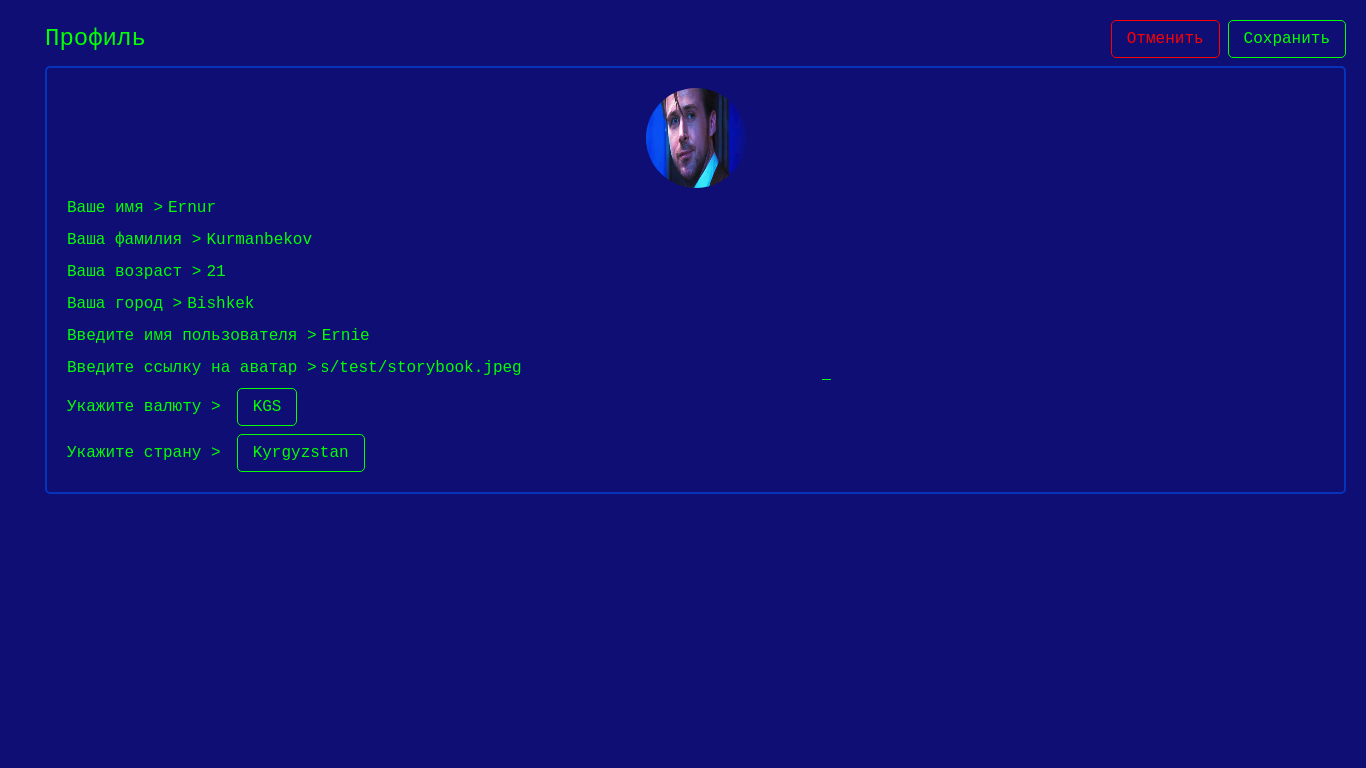 Профиль
Отменить
Сохранить
Ваше имя > Ernur
Ваша фамилия > Kurmanbekov
Ваша возраст > 21
Ваша город > Bishkek
Введите имя пользователя > Ernie
Введите ссылку на аватар > s/test/storybook.jpeg
_
Укажите валюту > KGS
Укажите страну > Kyrgyzstan